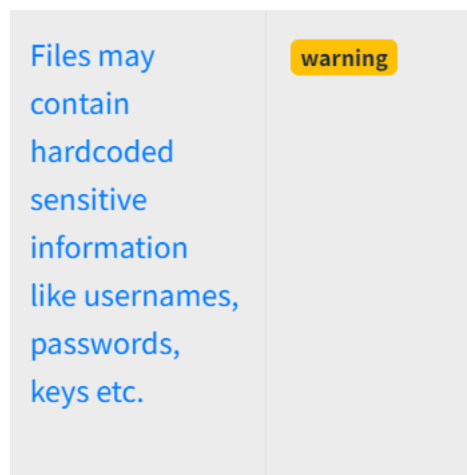 Files may
contain
hardcoded
sensitive
information
like usernames,
passwords,
keys etc.
warning